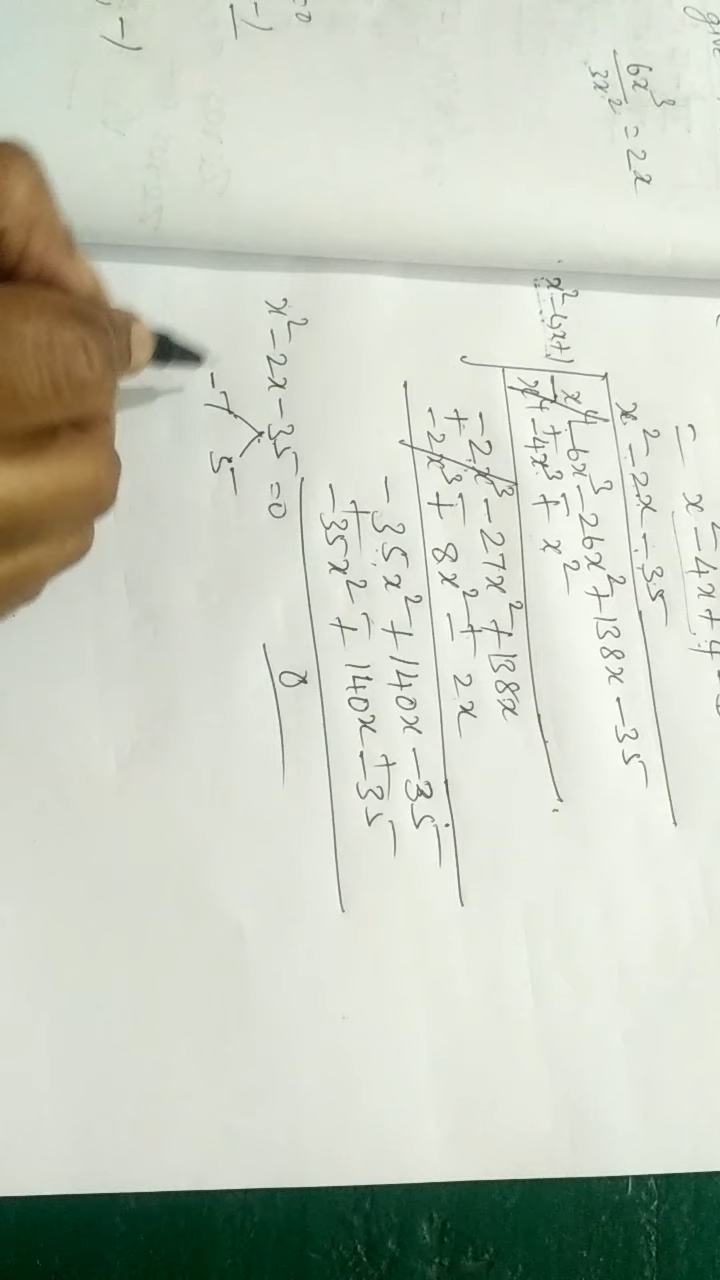 6x³/3x² = 2x
= x² - 4x + 4
x² - 2x - 35
x² - 4x + 1 ) x⁴ - 6x³ - 26x² + 138x - 35
x⁴ - 4x³ + x²
- + -
- 2x³ - 27x² + 138x
- 2x³ + 8x² - 2x
+ - +
- 35x² + 140x - 35
- 35x² + 140x - 35
+ - +
0
x² - 2x - 35 = 0
-7 5